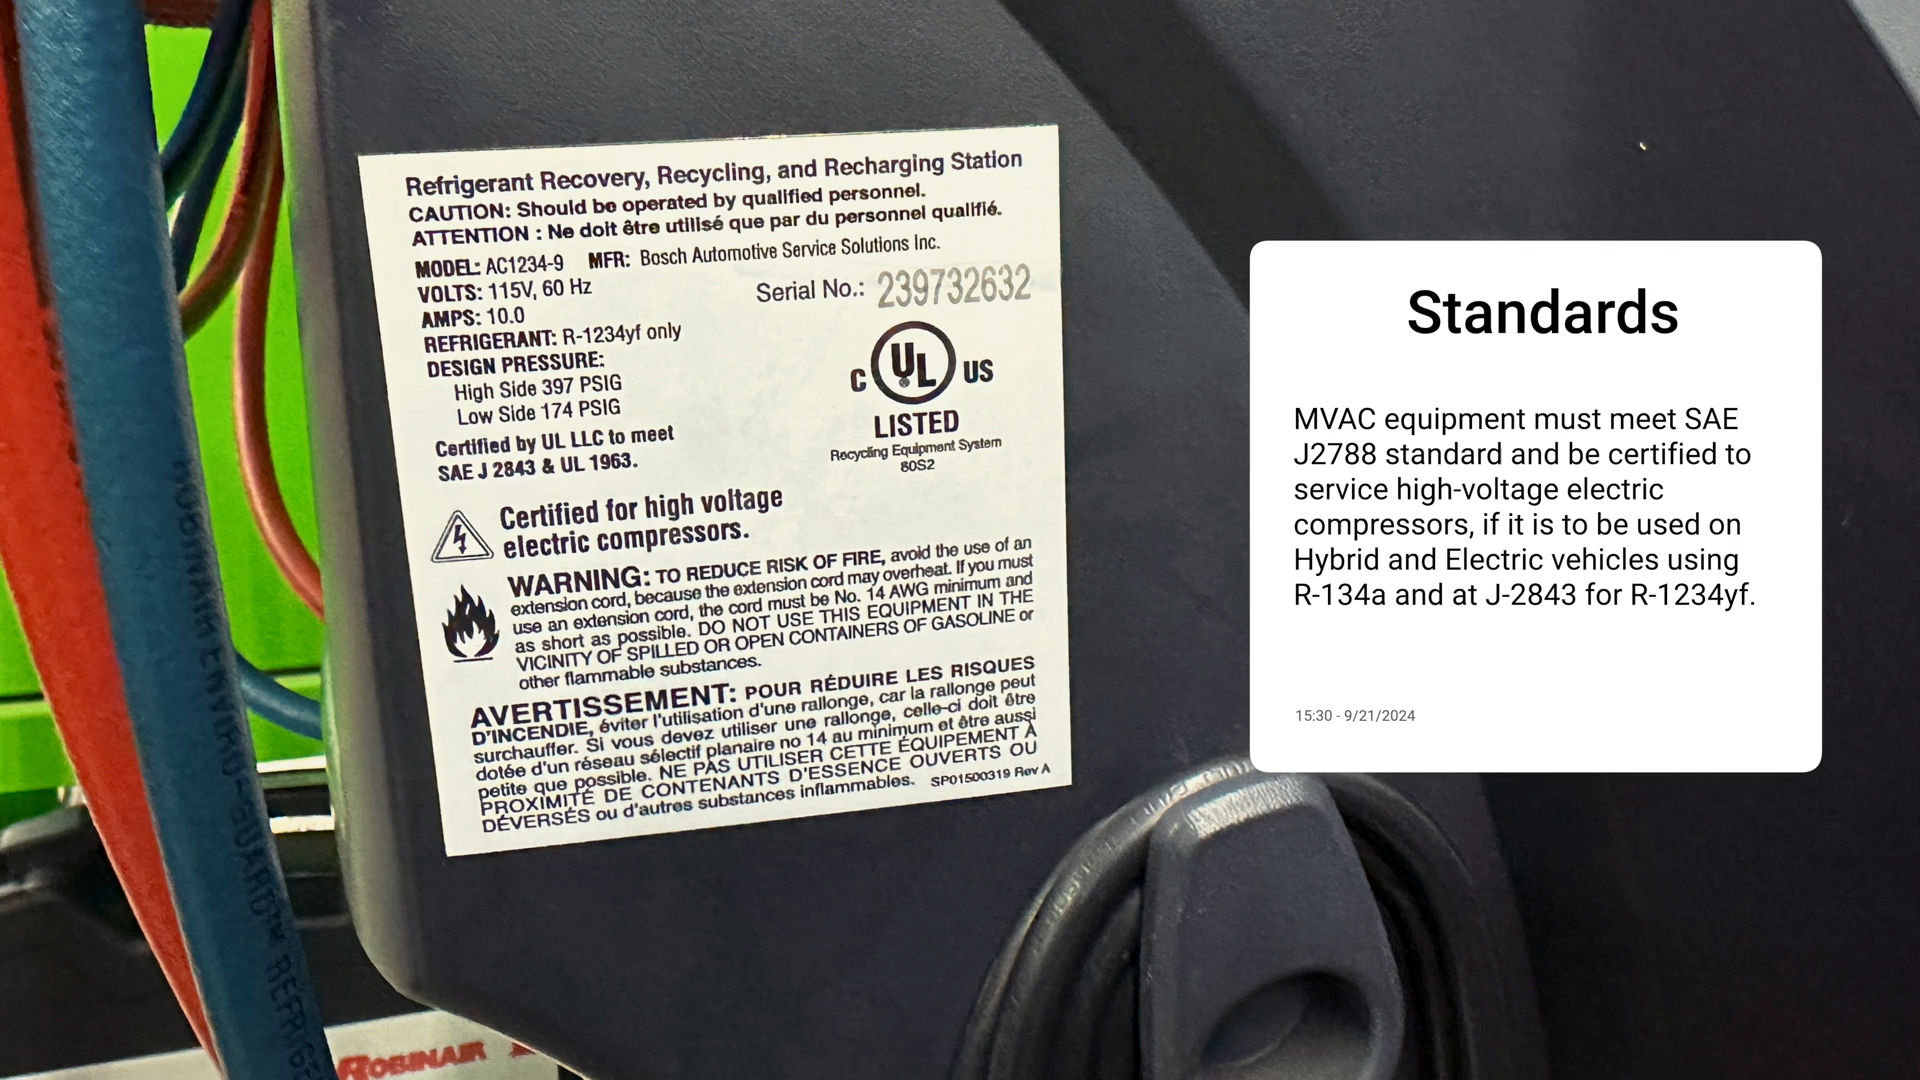 Refrigerant Recovery, Recycling, and Recharging Station
CAUTION: Should be operated by qualified personnel.
ATTENTION : Ne doit être utilisé que par du personnel qualifié.
MODEL: AC1234-9 MFR: Bosch Automotive Service Solutions Inc.
VOLTS: 115V, 60 Hz
Serial No.: 239732632
AMPS: 10.0
REFRIGERANT: R-1234yf only
DESIGN PRESSURE:
High Side 397 PSIG
Low Side 174 PSIG
Certified by UL LLC to meet
SAE J 2843 & UL 1963.
C UL US
®
LISTED
Recycling Equipment System
80S2
Certified for high voltage
electric compressors.
WARNING: TO REDUCE RISK OF FIRE, avoid the use of an
extension cord, because the extension cord may overheat. If you must
use an extension cord, the cord must be No. 14 AWG minimum and
as short as possible. DO NOT USE THIS EQUIPMENT IN THE
VICINITY OF SPILLED OR OPEN CONTAINERS OF GASOLINE or
other flammable substances.
AVERTISSEMENT: POUR RÉDUIRE LES RISQUES
D'INCENDIE, éviter l'utilisation d'une rallonge, car la rallonge peut
surchauffer. Si vous devez utiliser une rallonge, celle-ci doit être
dotée d'un réseau sélectif planaire no 14 au minimum et être aussi
petite que possible. NE PAS UTILISER CETTE ÉQUIPEMENT À
PROXIMITÉ DE CONTENANTS D'ESSENCE OUVERTS OU
DÉVERSÉS ou d'autres substances inflammables. SP01500319 Rev A
Standards
MVAC equipment must meet SAE
J2788 standard and be certified to
service high-voltage electric
compressors, if it is to be used on
Hybrid and Electric vehicles using
R-134a and at J-2843 for R-1234yf.
15:30 - 9/21/2024
ROBINAIR